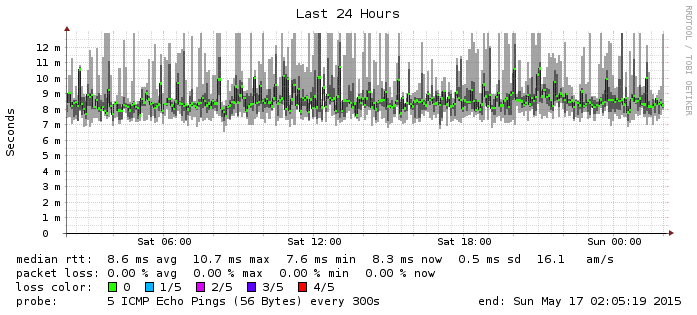 Last 24 Hours
RRDTOOL / TOBI OETIKER
Seconds
12 m
11 m
10 m
9 m
8 m
7 m
6 m
5 m
4 m
3 m
2 m
1 m
0
Sat 06:00 Sat 12:00 Sat 18:00 Sun 00:00
median rtt: 8.6 ms avg 10.7 ms max 7.6 ms min 8.3 ms now 0.5 ms sd 16.1 am/s
packet loss: 0.00 % avg 0.00 % max 0.00 % min 0.00 % now
loss color: 0 1/5 2/5 3/5 4/5
probe: 5 ICMP Echo Pings (56 Bytes) every 300s end: Sun May 17 02:05:19 2015